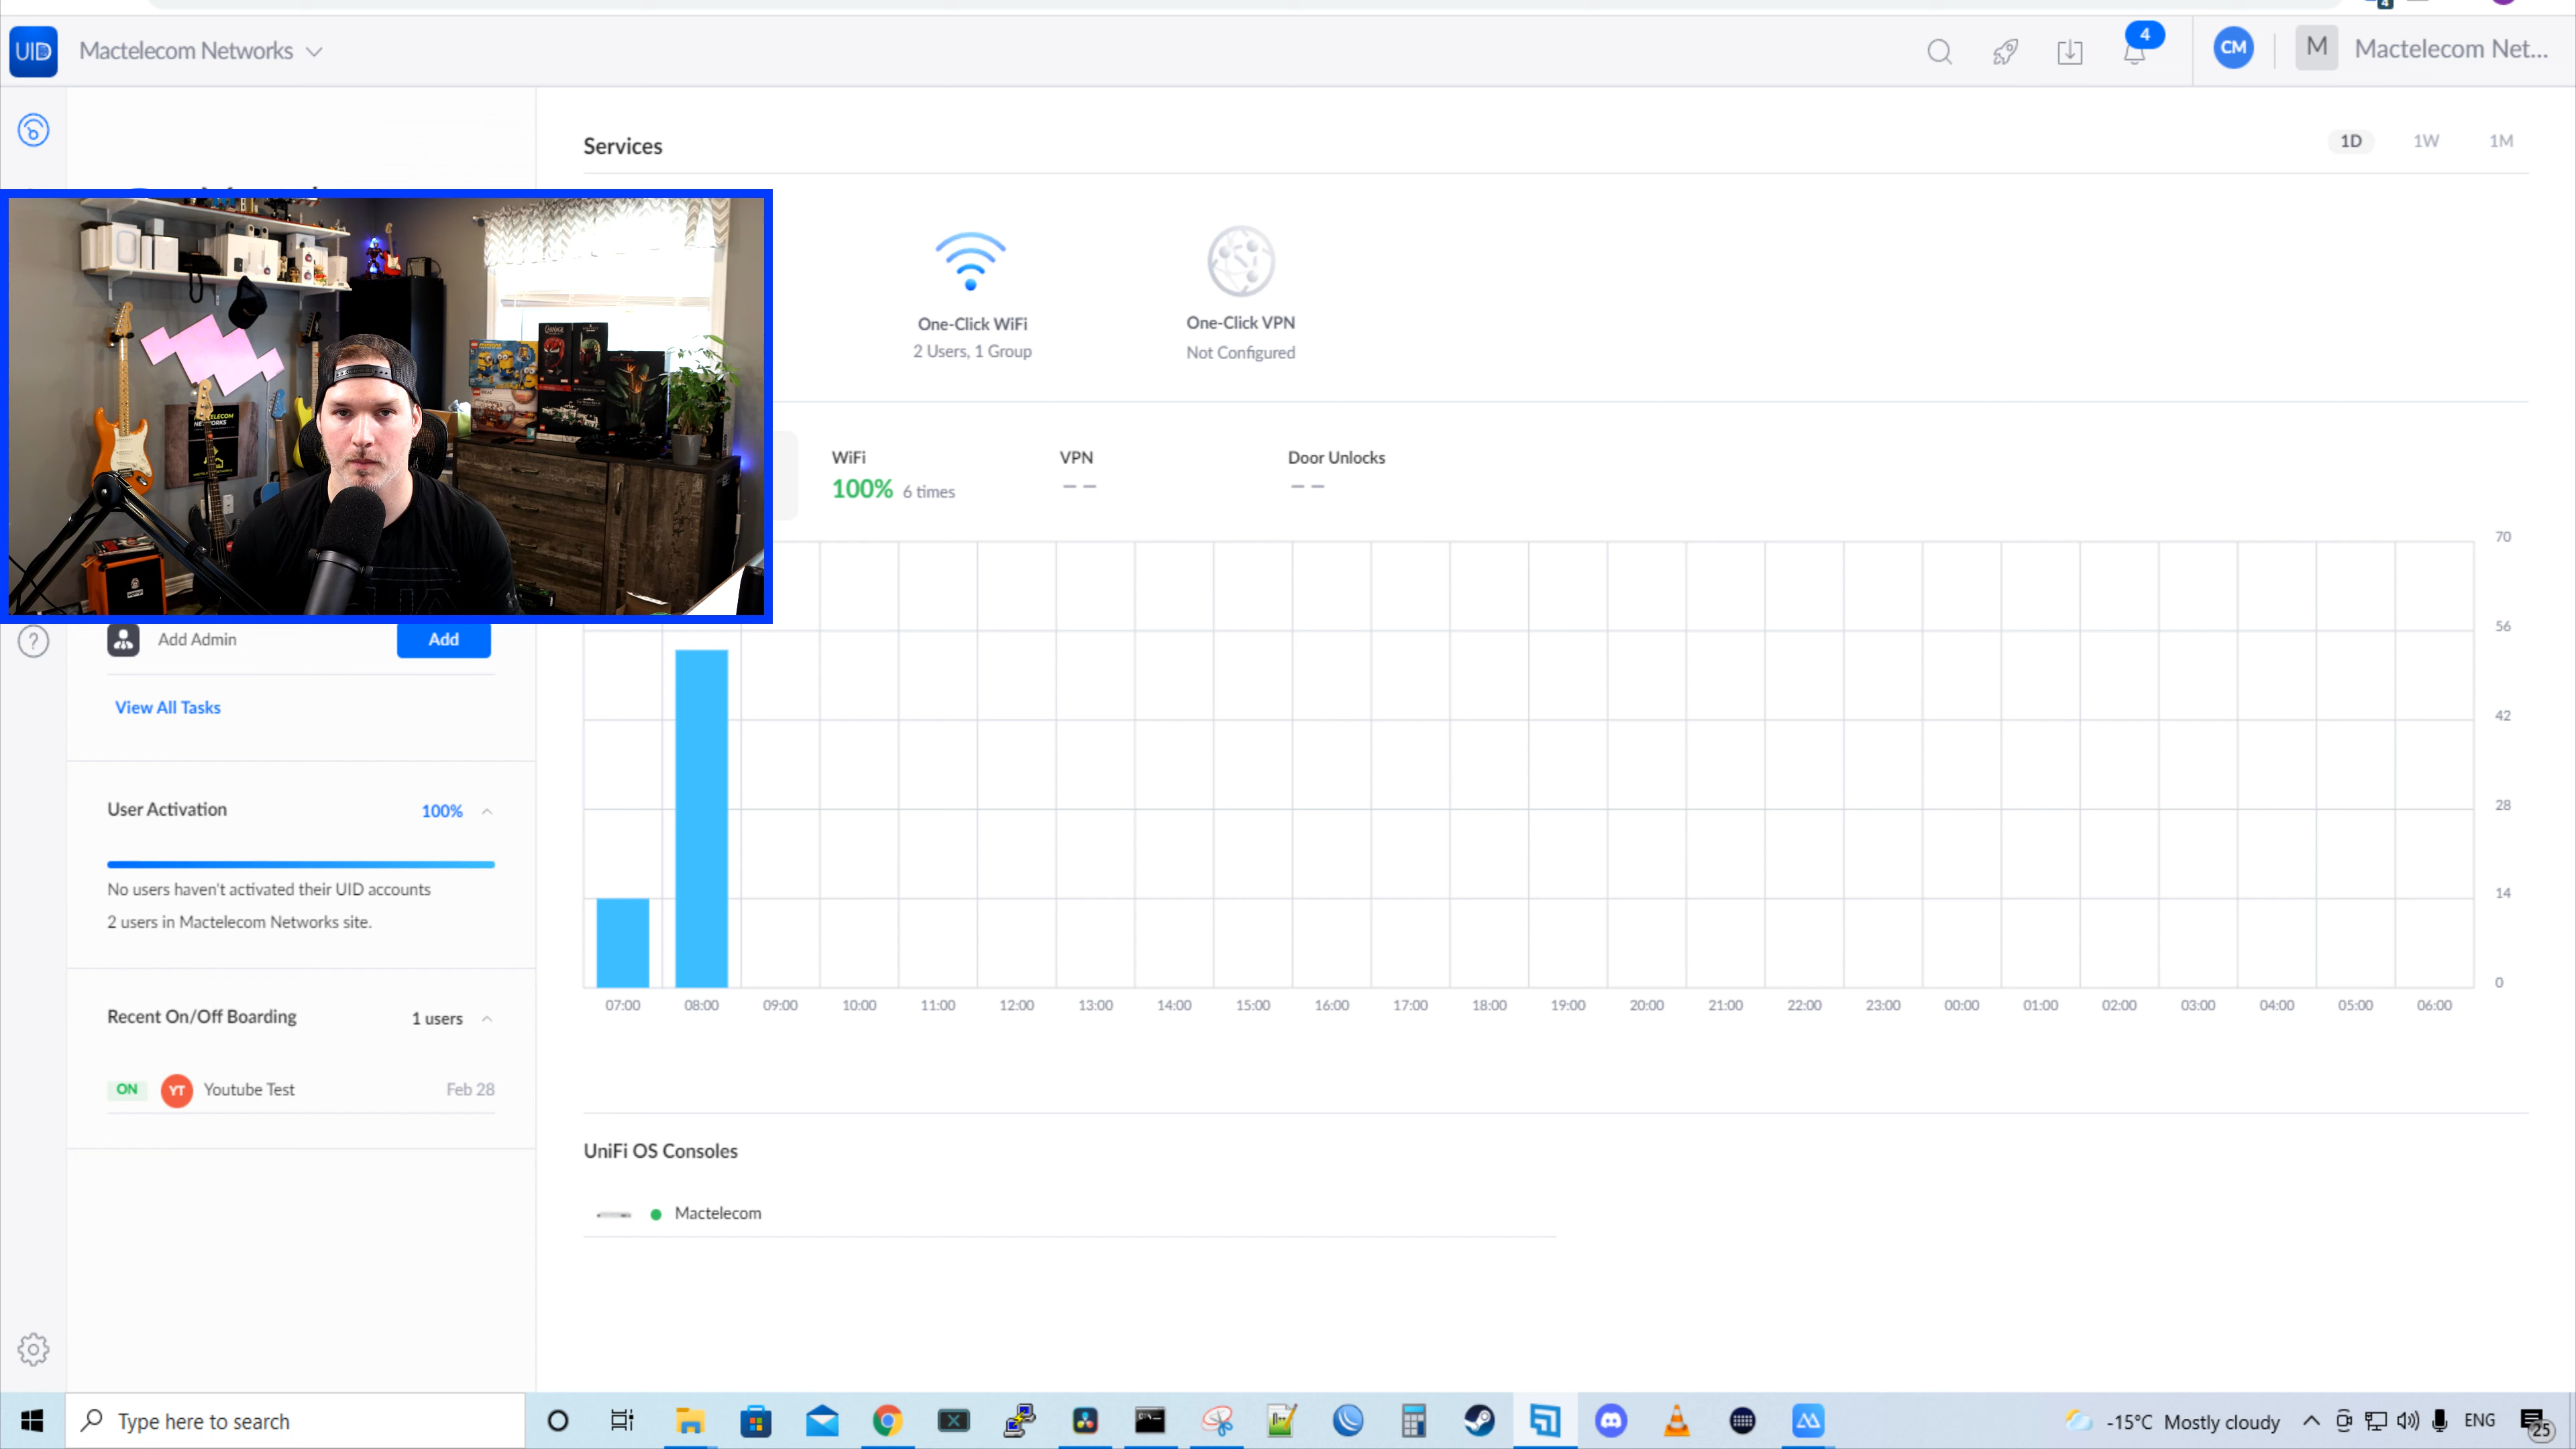 4
UID Mactelecom Networks
4
CM
M
Mactelecom Net...
Services
1D
1W
1M
One-Click WiFi
2 Users, 1 Group
One-Click VPN
Not Configured
WiFi
100% 6 times
VPN
--
Door Unlocks
--
Add Admin
Add
View All Tasks
User Activation 100%
No users haven't activated their UID accounts
2 users in Mactelecom Networks site.
Recent On/Off Boarding 1 users
ON YT Youtube Test Feb 28
70
56
42
28
14
0
07:00 08:00 09:00 10:00 11:00 12:00 13:00 14:00 15:00 16:00 17:00 18:00 19:00 20:00 21:00 22:00 23:00 00:00 01:00 02:00 03:00 04:00 05:00 06:00
UniFi OS Consoles
Mactelecom
Type here to search
-15°C Mostly cloudy
ENG
25